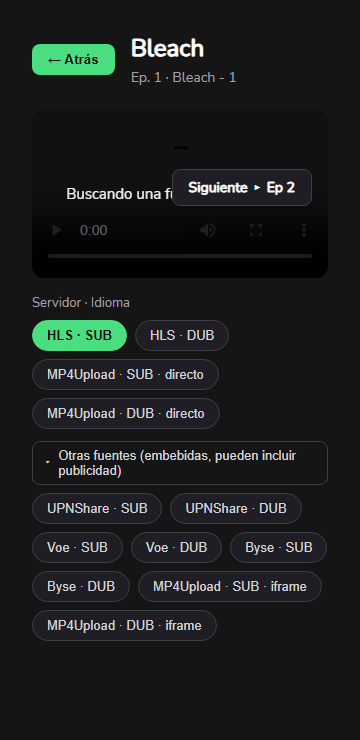 ← Atrás
Bleach
Ep. 1 · Bleach - 1
Buscando una
Siguiente ▸ Ep 2
0:00
Servidor · Idioma
HLS · SUB
HLS · DUB
MP4Upload · SUB · directo
MP4Upload · DUB · directo
Otras fuentes (embebidas, pueden incluir
publicidad)
UPNShare · SUB
UPNShare · DUB
Voe · SUB
Voe · DUB
Byse · SUB
Byse · DUB
MP4Upload · SUB · iframe
MP4Upload · DUB · iframe